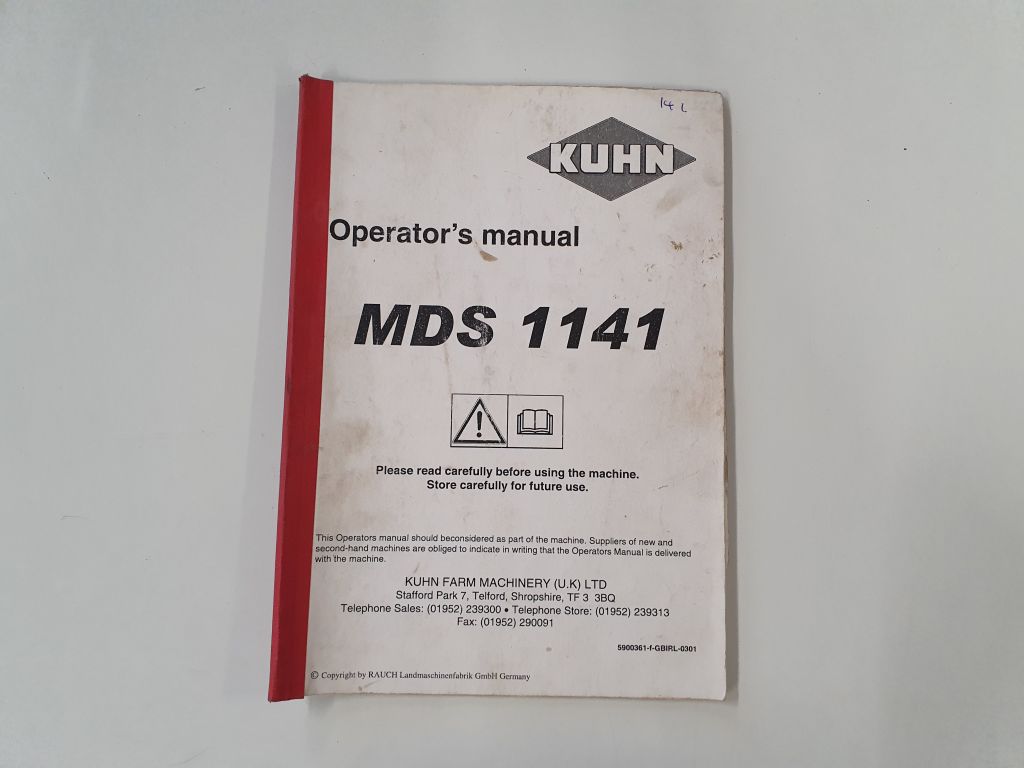 14 L
KUHN
Operator's manual
MDS 1141
Please read carefully before using the machine.
Store carefully for future use.
This Operators manual should beconsidered as part of the machine. Suppliers of new and
second-hand machines are obliged to indicate in writing that the Operators Manual is delivered
with the machine.
KUHN FARM MACHINERY (U.K) LTD
Stafford Park 7, Telford, Shropshire, TF 3 3BQ
Telephone Sales: (01952) 239300 • Telephone Store: (01952) 239313
Fax: (01952) 290091
5900361-f-GBIRL-0301
© Copyright by RAUCH Landmaschinenfabrik GmbH Germany